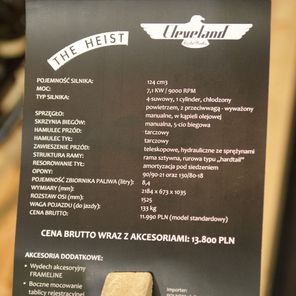 THE HEIST
Cleveland
POJEMNOŚĆ SILNIKA: 124 cm3
MOC: 7,1 KW / 9000 RPM
TYP SILNIKA: 4-suwowy, 1 cylinder, chłodzony
powietrzem, z przeciwwagą - wyważony
SPRZĘGŁO: manualne, w kąpieli olejowej
SKRZYNIA BIEGÓW: manualna, 5-cio biegowa
HAMULEC PRZÓD: tarczowy
HAMULEC TYŁ: tarczowy
ZAWIESZENIE PRZÓD: teleskopowe, hydrauliczne ze sprężynami
STRUKTURA RAMY: rama sztywna, rurowa typu „hardtail”
RESOROWANIE TYŁ: amortyzacja pod siedzeniem
OPONY: 90/90-21 oraz 130/80-18
POJEMNOŚĆ ZBIORNIKA PALIWA (litry): 8,4
WYMIARY (mm): 2184 x 673 x 1035
ROZSTAW OSI (mm): 1525
WAGA POJAZDU (do jazdy): 133 kg
CENA BRUTTO: 11.990 PLN (model standardowy)
CENA BRUTTO WRAZ Z AKCESORIAMI: 13.800 PLN
AKCESORIA DODATKOWE:
• Wydech akcesoryjny
FRAMELINE
• Boczne mocowanie
tablicy rejestracyjnej
Importer: